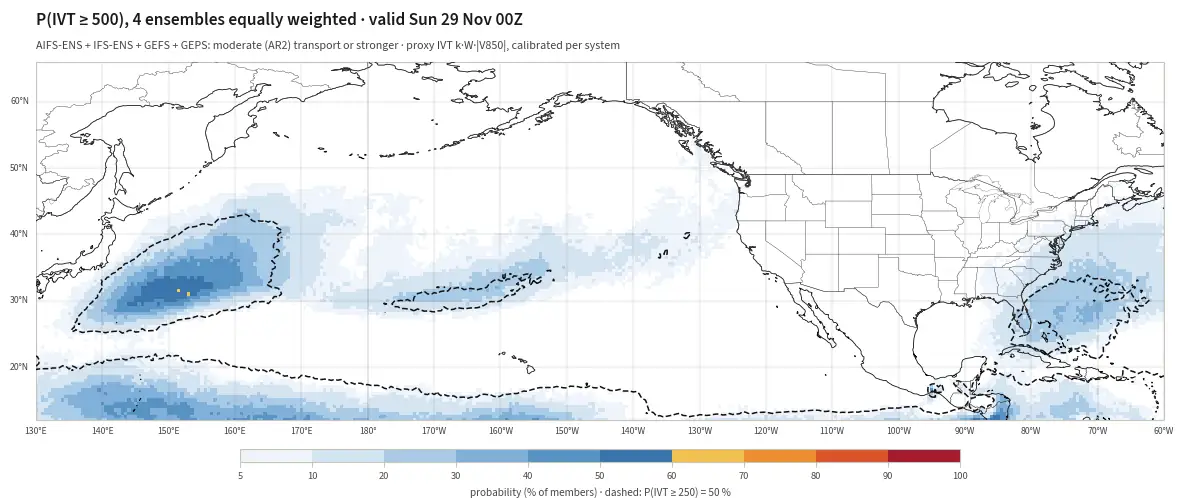 P(IVT ≥ 500), 4 ensembles equally weighted · valid Sun 29 Nov 00Z
AIFS-ENS + IFS-ENS + GEFS + GEPS: moderate (AR2) transport or stronger · proxy IVT k·W·|V850|, calibrated per system
60°N
50°N
40°N
30°N
20°N
130°E 140°E 150°E 160°E 170°E 180° 170°W 160°W 150°W 140°W 130°W 120°W 110°W 100°W 90°W 80°W 70°W 60°W
5 10 20 30 40 50 60 70 80 90 100
probability (% of members) · dashed: P(IVT ≥ 250) = 50 %